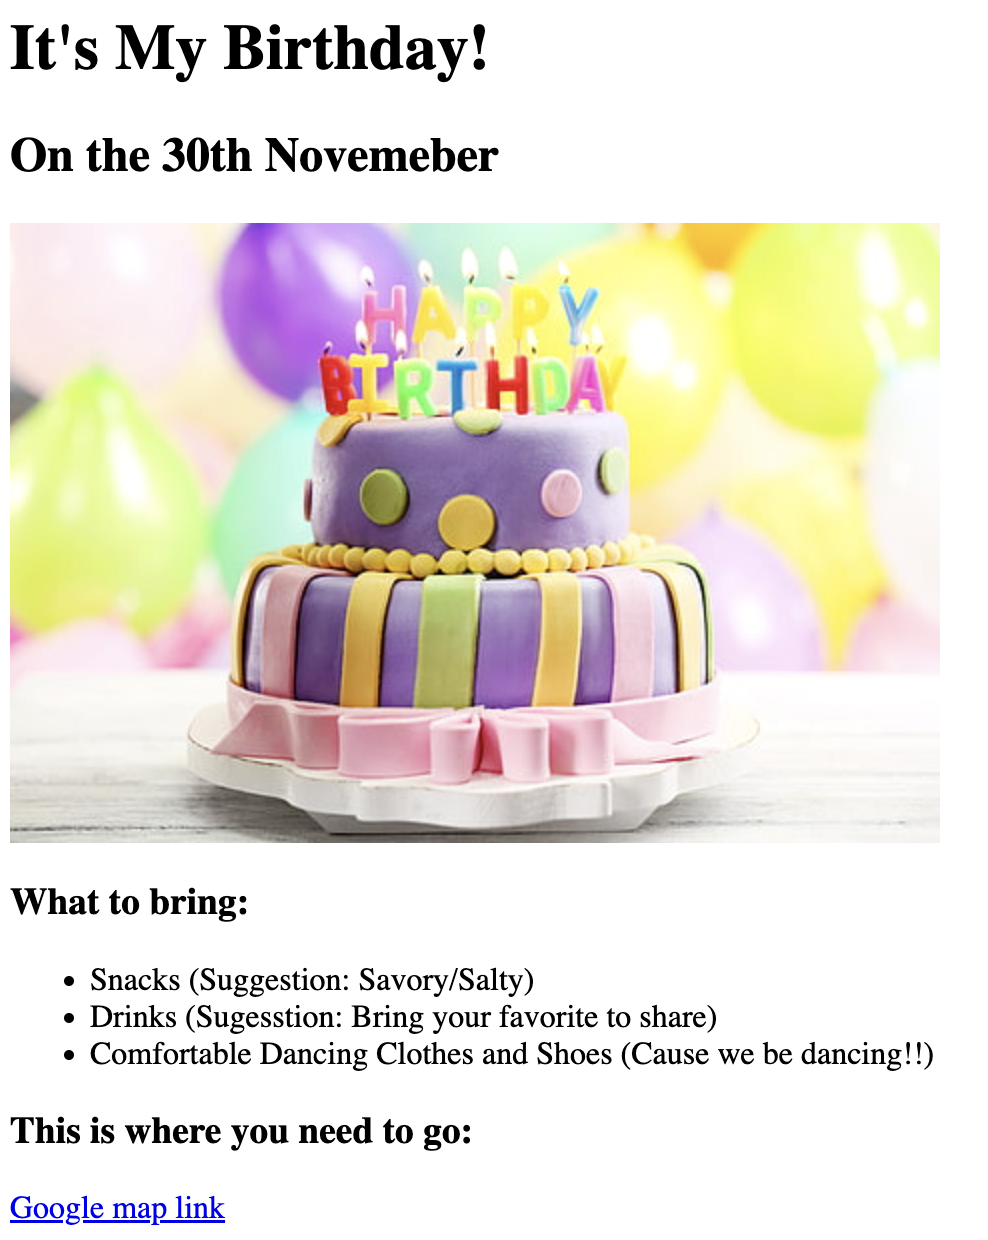 It's My Birthday!
On the 30th Novemeber
HAPPY
BIRTHDAY
What to bring:
Snacks (Suggestion: Savory/Salty)
Drinks (Sugesstion: Bring your favorite to share)
Comfortable Dancing Clothes and Shoes (Cause we be dancing!!)
This is where you need to go:
Google map link